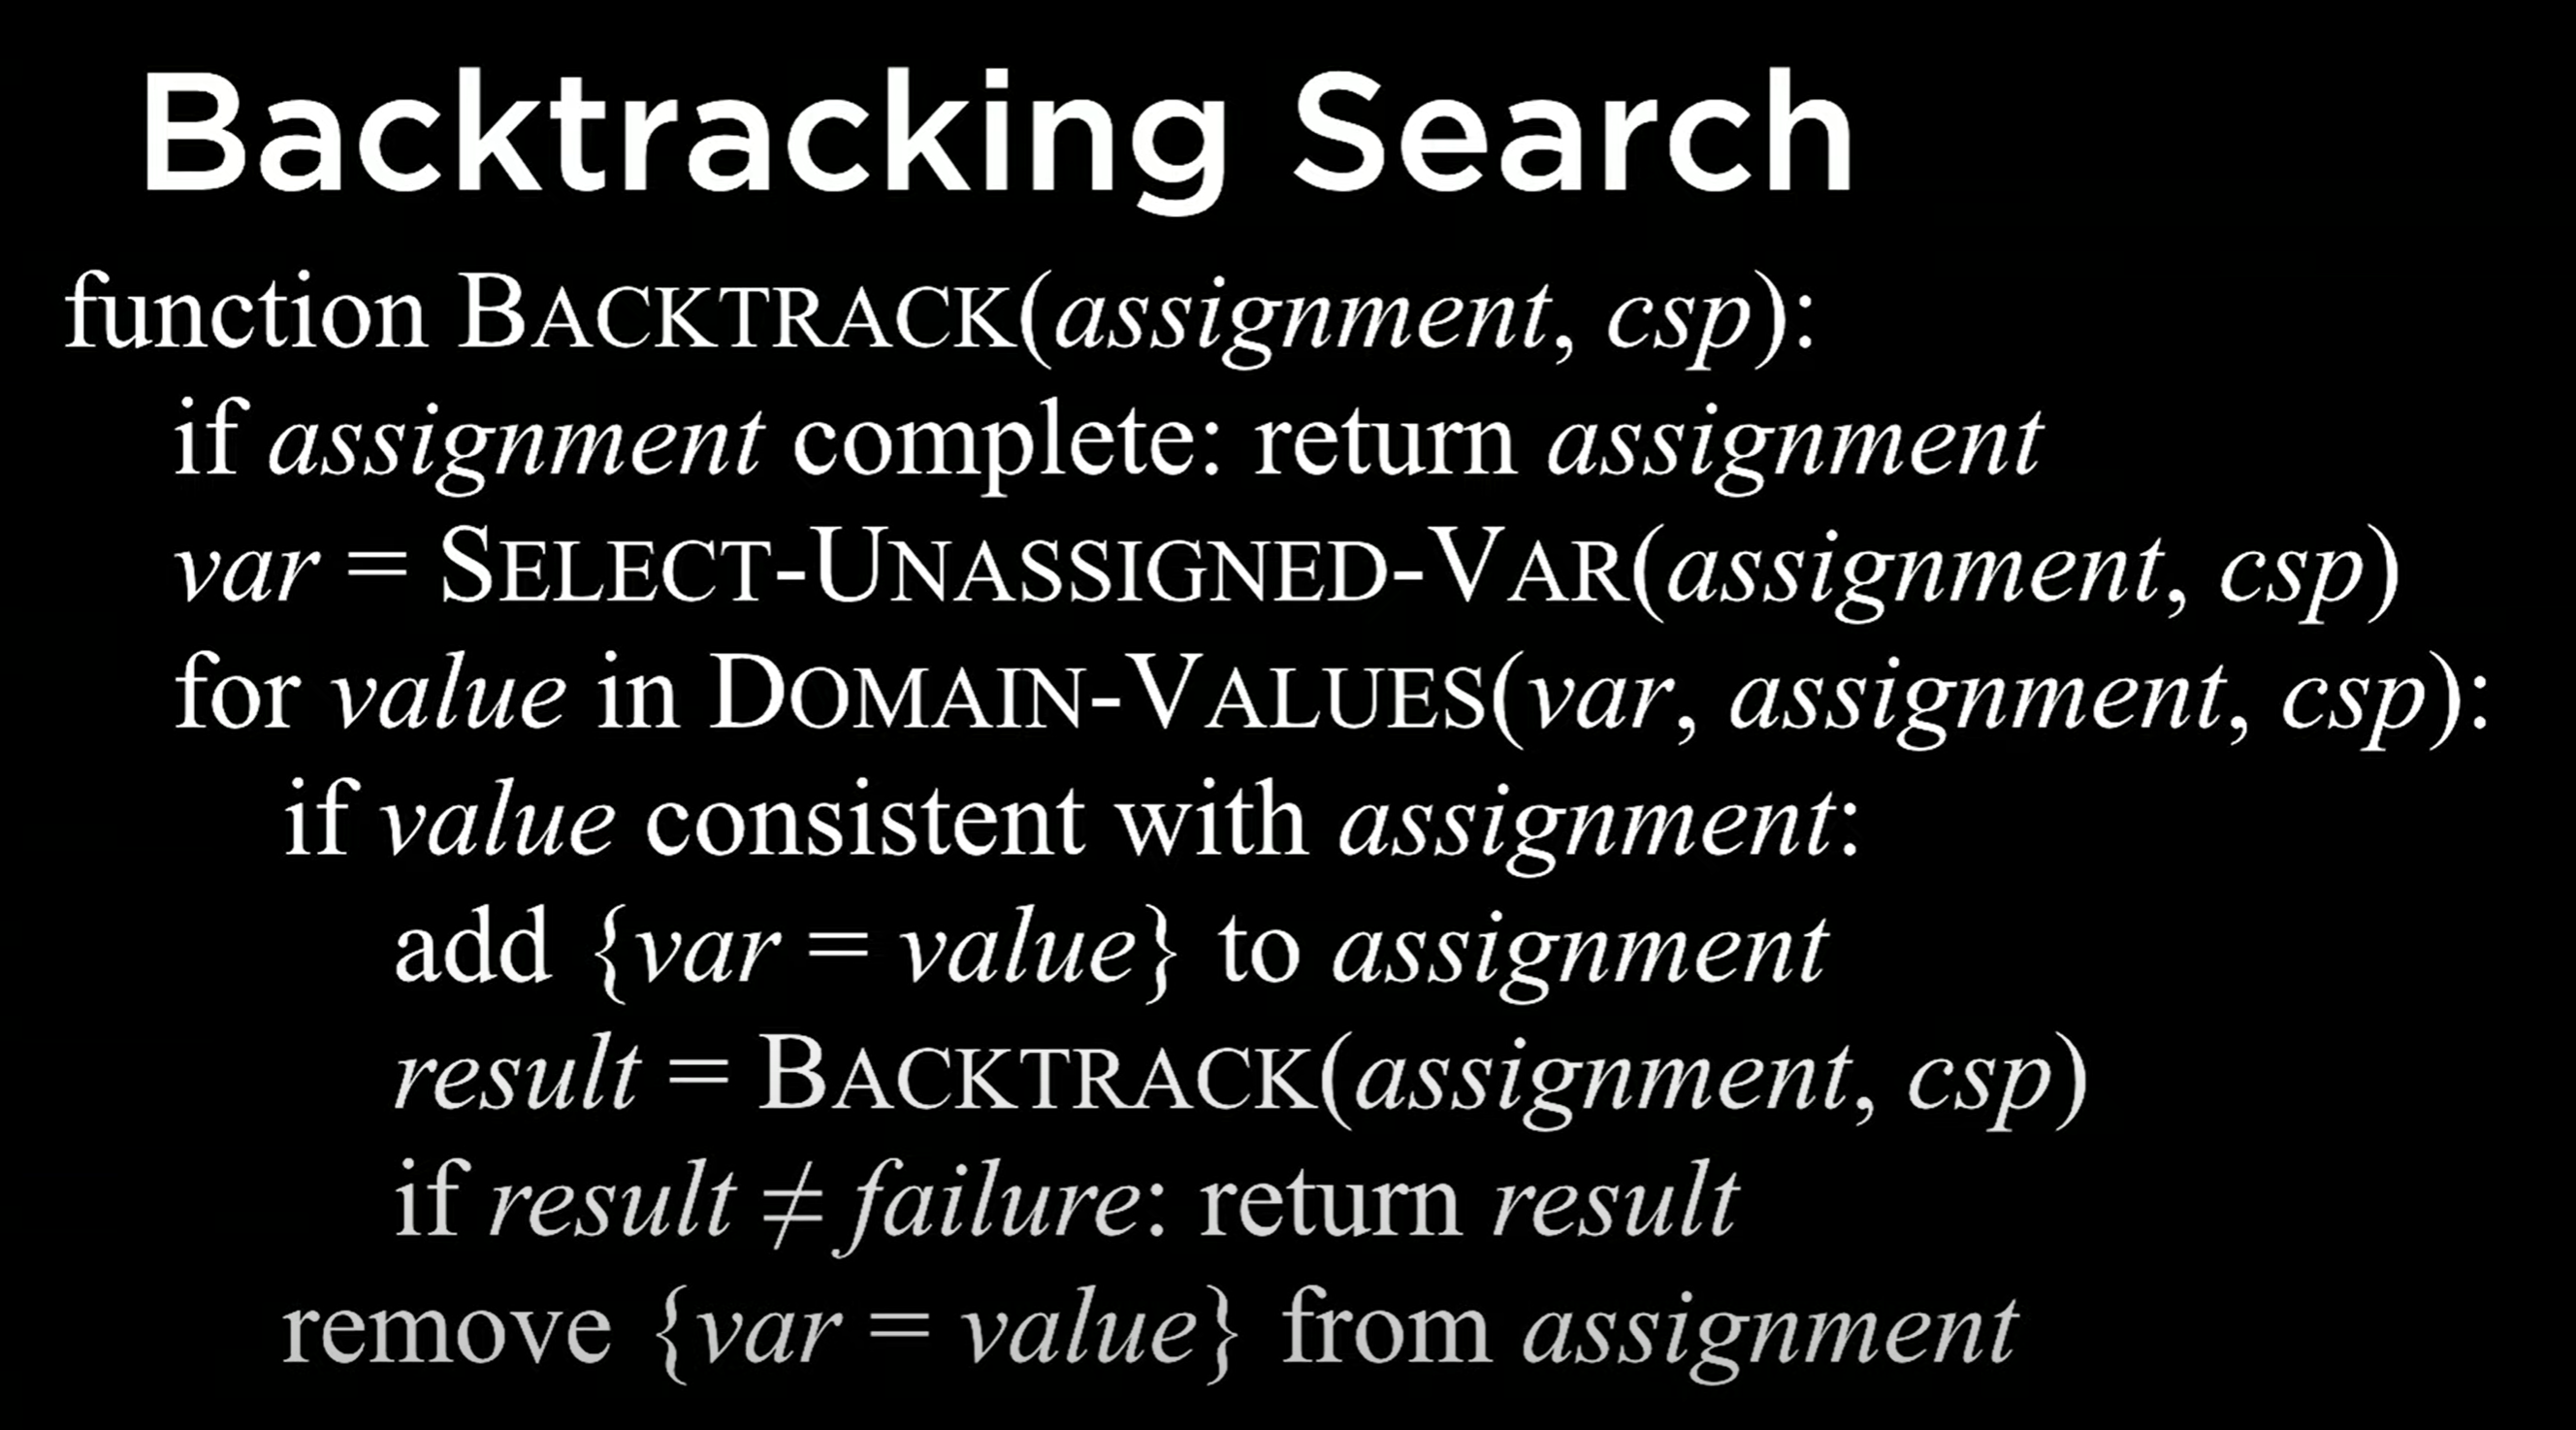 Backtracking Search
function BACKTRACK(assignment, csp):
if assignment complete: return assignment
var = SELECT-UNASSIGNED-VAR(assignment, csp)
for value in DOMAIN-VALUES(var, assignment, csp):
if value consistent with assignment:
add {var = value} to assignment
result = BACKTRACK(assignment, csp)
if result ≠ failure: return result
remove {var = value} from assignment